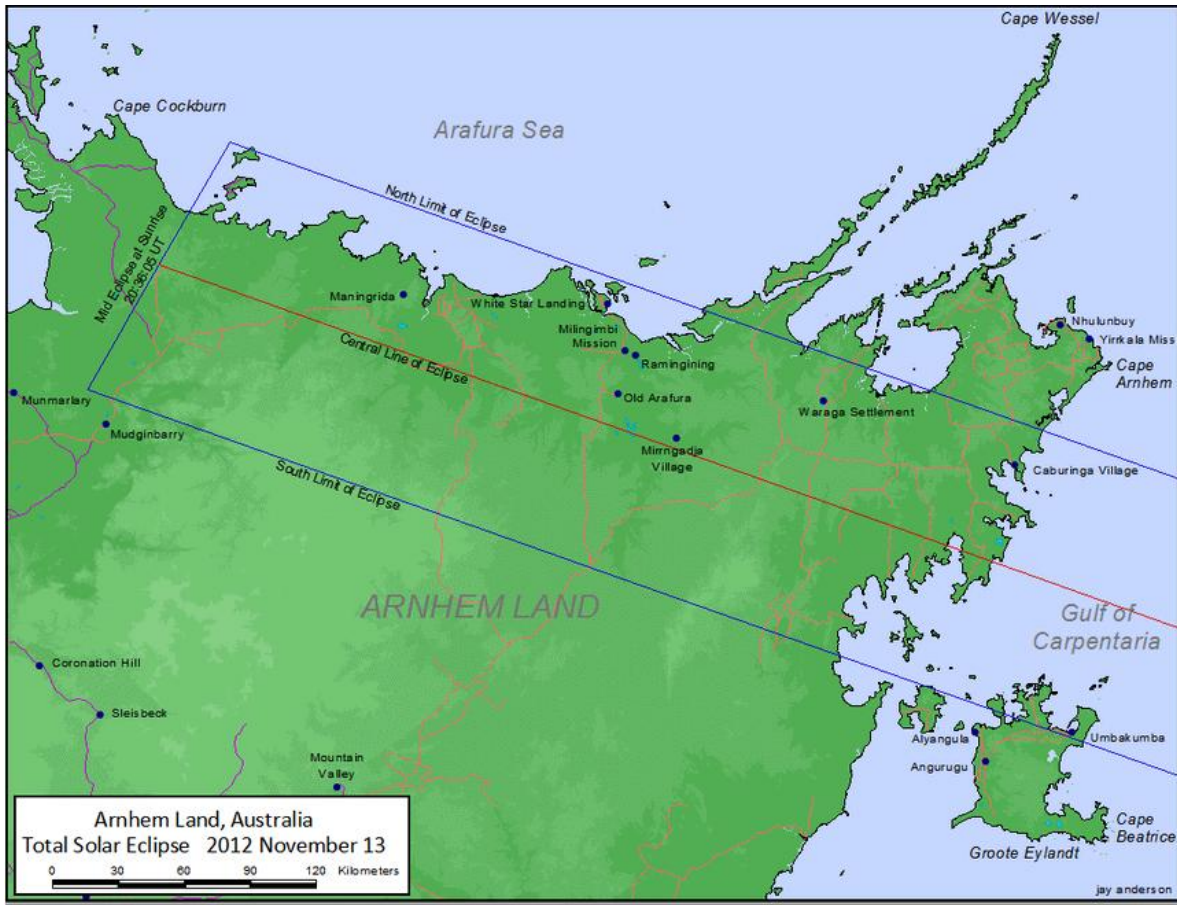 Cape Wessel
Cape Cockburn
Arafura Sea
North Limit of Eclipse
Mid Eclipse at Sunrise
20:36:05 UT
Maningrida
White Star Landing
Milingimbi
Mission
Ramingining
Nhulunbuy
Yirrkala Miss
Cape
Arnhem
Central Line of Eclipse
Munmarlary
Mudginbarry
Old Arafura
Waraga Settlement
Mirrngadja
Village
Caburinga Village
South Limit of Eclipse
ARNHEM LAND
Gulf of
Carpentaria
Coronation Hill
Sleisbeck
Mountain
Valley
Alyangula
Umbakumba
Angurugu
Cape
Beatrice
Groote Eylandt
Arnhem Land, Australia
Total Solar Eclipse 2012 November 13
0 30 60 90 120 Kilometers
jay anderson